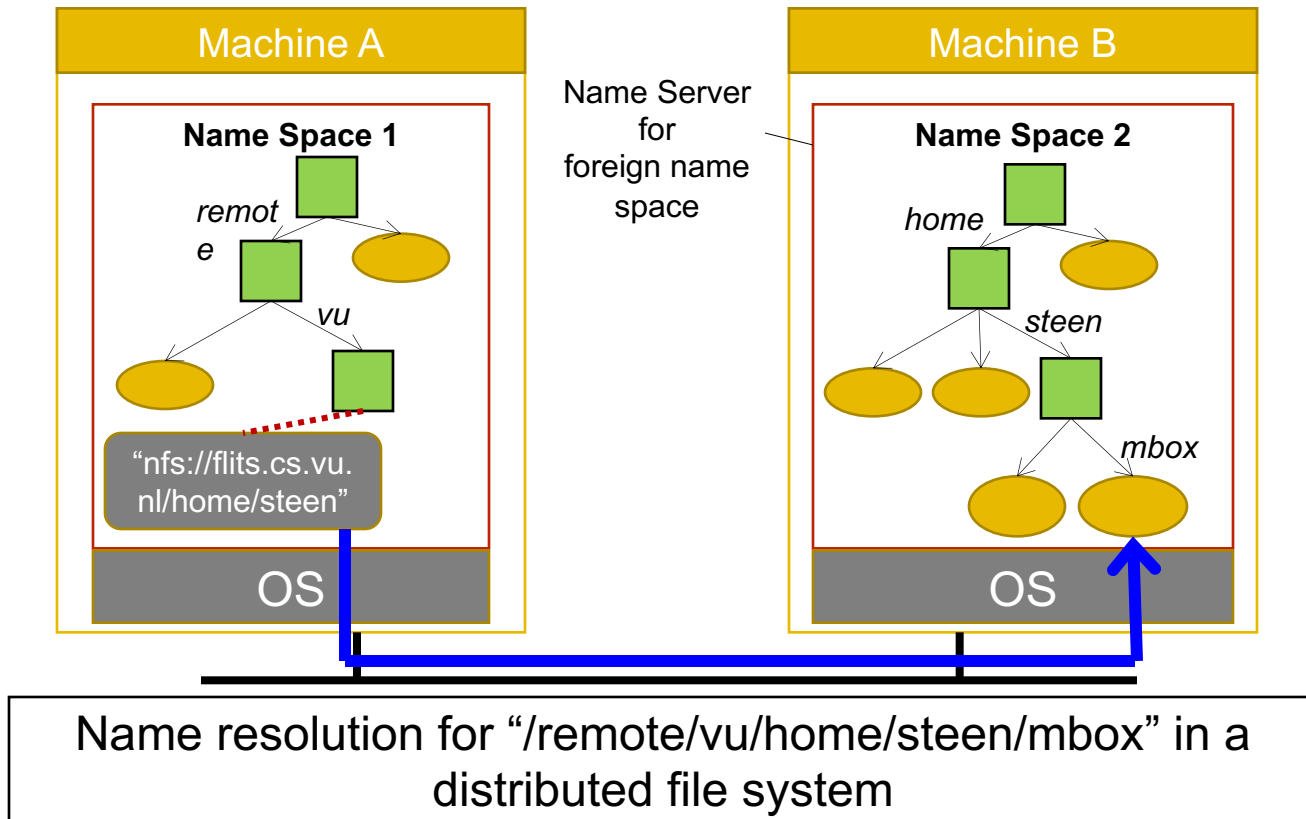 Machine A
Machine B
Name Server
for
foreign name
space
Name Space 1
remot
e
vu
"nfs://flits.cs.vu.
nl/home/steen"
OS
Name Space 2
home
steen
mbox
OS
Name resolution for “/remote/vu/home/steen/mbox” in a
distributed file system